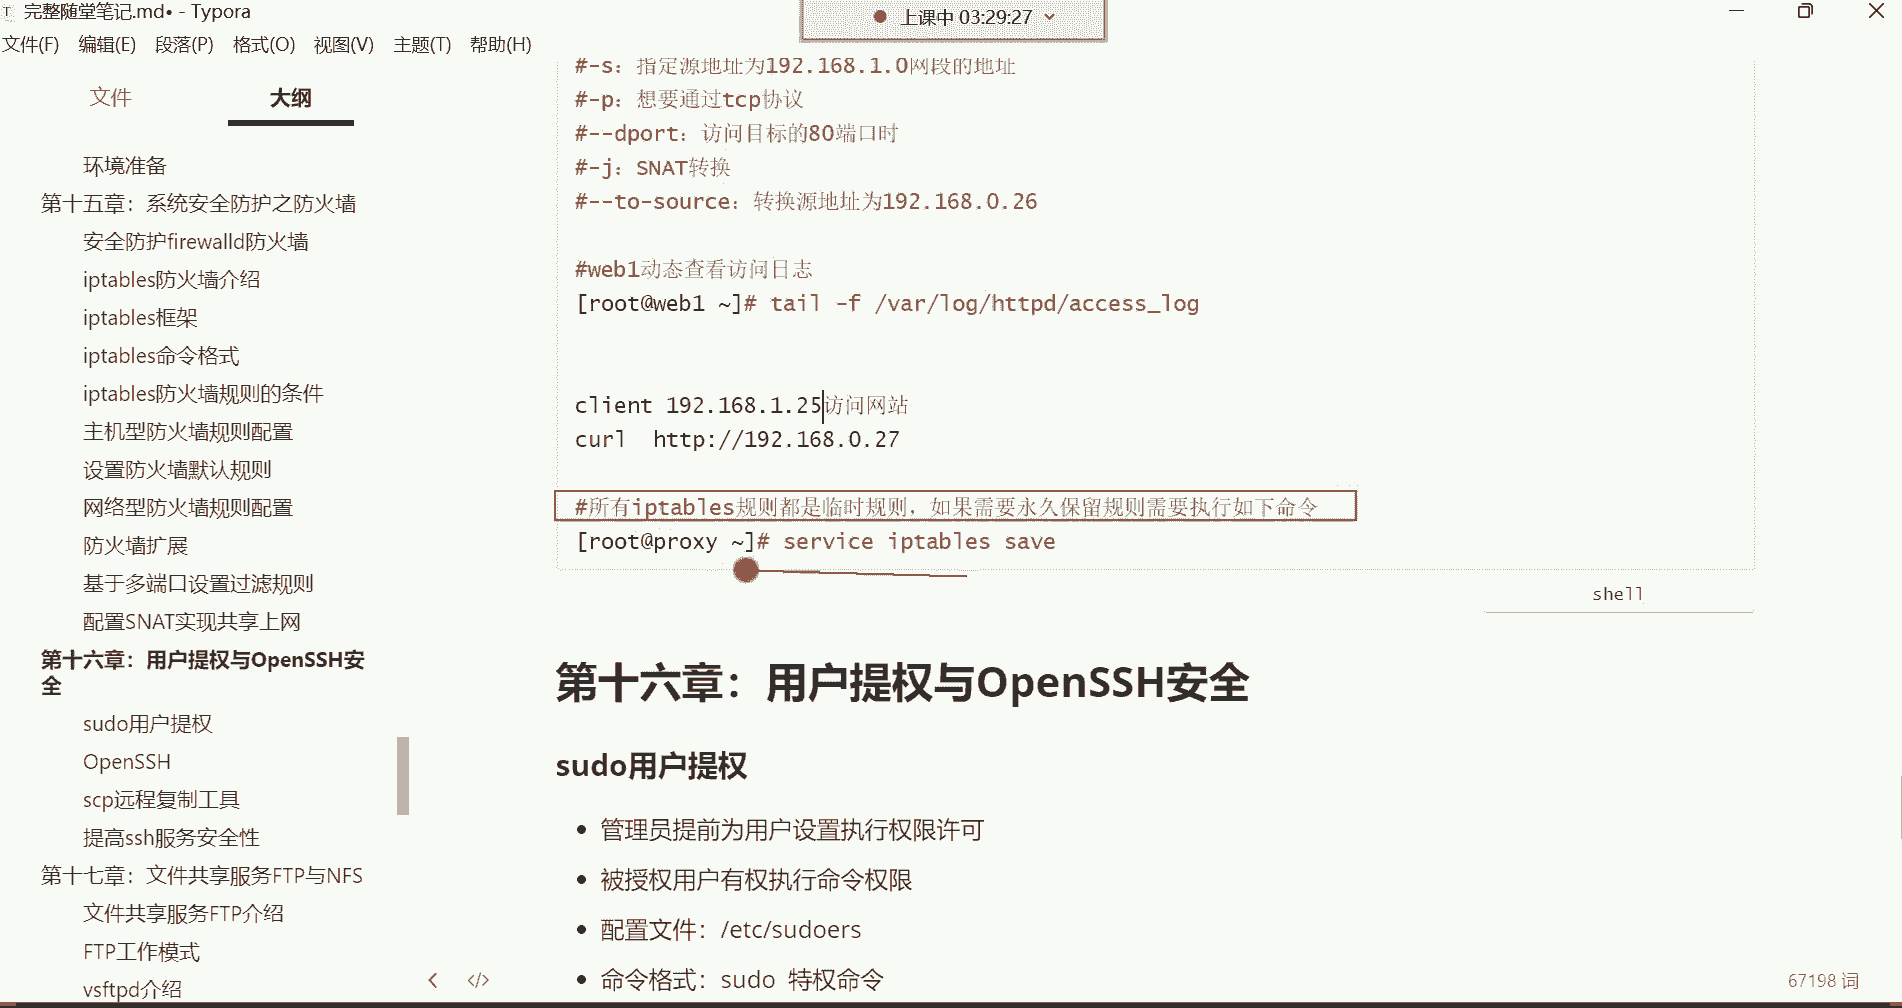 完整随堂笔记.md• - Typora
上课中 03:29:27
文件(F) 编辑(E) 段落(P) 格式(O) 视图(V) 主题(T) 帮助(H)
文件 大纲
环境准备
第十五章：系统安全防护之防火墙
安全防护firewalld防火墙
iptables防火墙介绍
iptables框架
iptables命令格式
iptables防火墙规则的条件
主机型防火墙规则配置
设置防火墙默认规则
网络型防火墙规则配置
防火墙扩展
基于多端口设置过滤规则
配置SNAT实现共享上网
第十六章：用户提权与OpenSSH安
全
sudo用户提权
OpenSSH
scp远程复制工具
提高ssh服务安全性
第十七章：文件共享服务FTP与NFS
文件共享服务FTP介绍
FTP工作模式
vsftpd介绍
#-s：指定源地址为192.168.1.0网段的地址
#-p：想要通过tcp协议
#--dport：访问目标的80端口时
#-j：SNAT转换
#--to-source：转换源地址为192.168.0.26
#web1动态查看访问日志
[root@web1 ~]# tail -f /var/log/httpd/access_log
client 192.168.1.25访问网站
curl  http://192.168.0.27
#所有iptables规则都是临时规则，如果需要永久保留规则需要执行如下命令
[root@proxy ~]# service iptables save
shell
第十六章：用户提权与OpenSSH安全
sudo用户提权
• 管理员提前为用户设置执行权限许可
• 被授权用户有权执行命令权限
• 配置文件：/etc/sudoers
• 命令格式：sudo 特权命令
67198 词